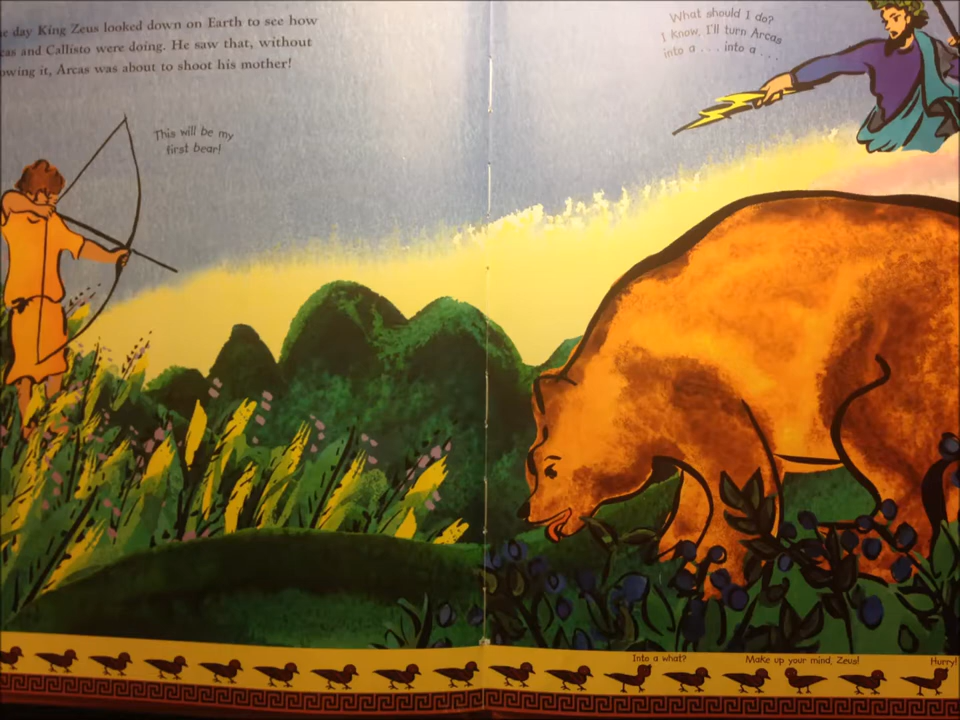 e day King Zeus looked down on Earth to see how
cas and Callisto were doing. He saw that, without
owing it, Arcas was about to shoot his mother!
This will be my
first bear!
What should I do?
I know, I'll turn Arcas
into a . . . into a . . .
Into a what?
Make up your mind, Zeus!
Hurry!